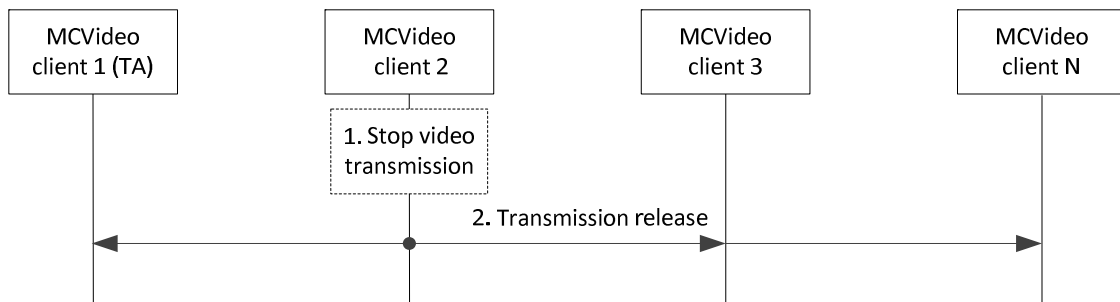 MCVideo
client 1 (TA)
MCVideo
client 2
MCVideo
client 3
MCVideo
client N
1. Stop video
transmission
2. Transmission release